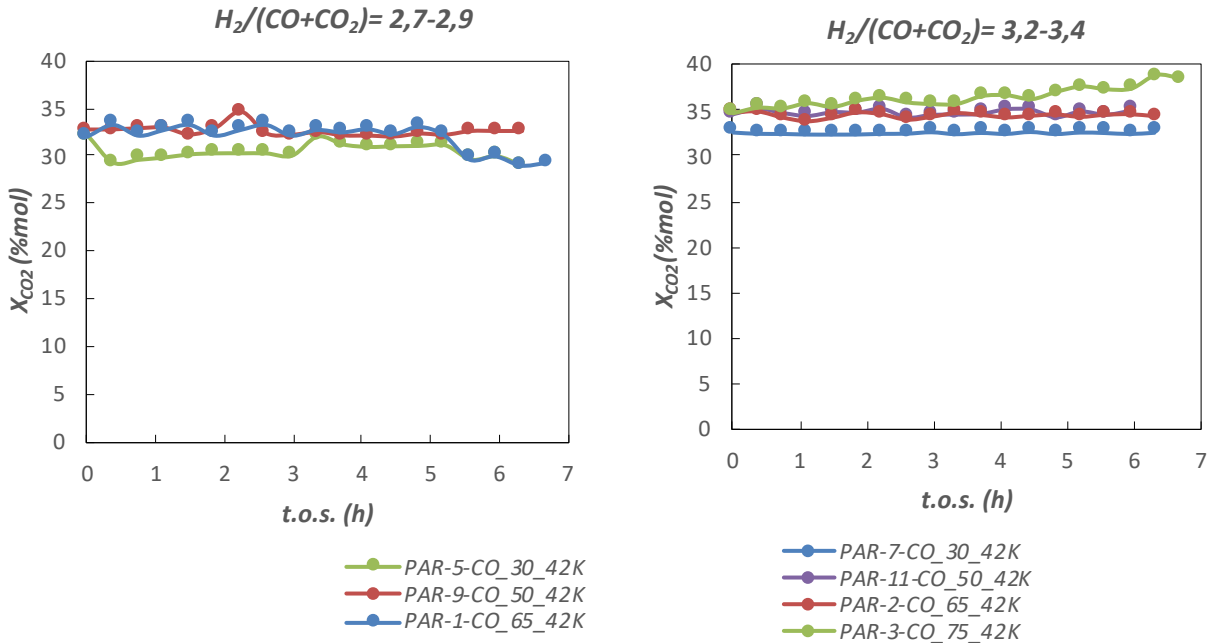 H2/(CO+CO2)= 2,7-2,9
40
35
30
25
20
15
10
5
0
XCO2 (%mol)
0 1 2 3 4 5 6 7
t.o.s. (h)
PAR-5-CO_30_42K
PAR-9-CO_50_42K
PAR-1-CO_65_42K
H2/(CO+CO2)= 3,2-3,4
40
35
30
25
20
15
10
5
0
XCO2 (%mol)
0 1 2 3 4 5 6 7
t.o.s. (h)
PAR-7-CO_30_42K
PAR-11-CO_50_42K
PAR-2-CO_65_42K
PAR-3-CO_75_42K